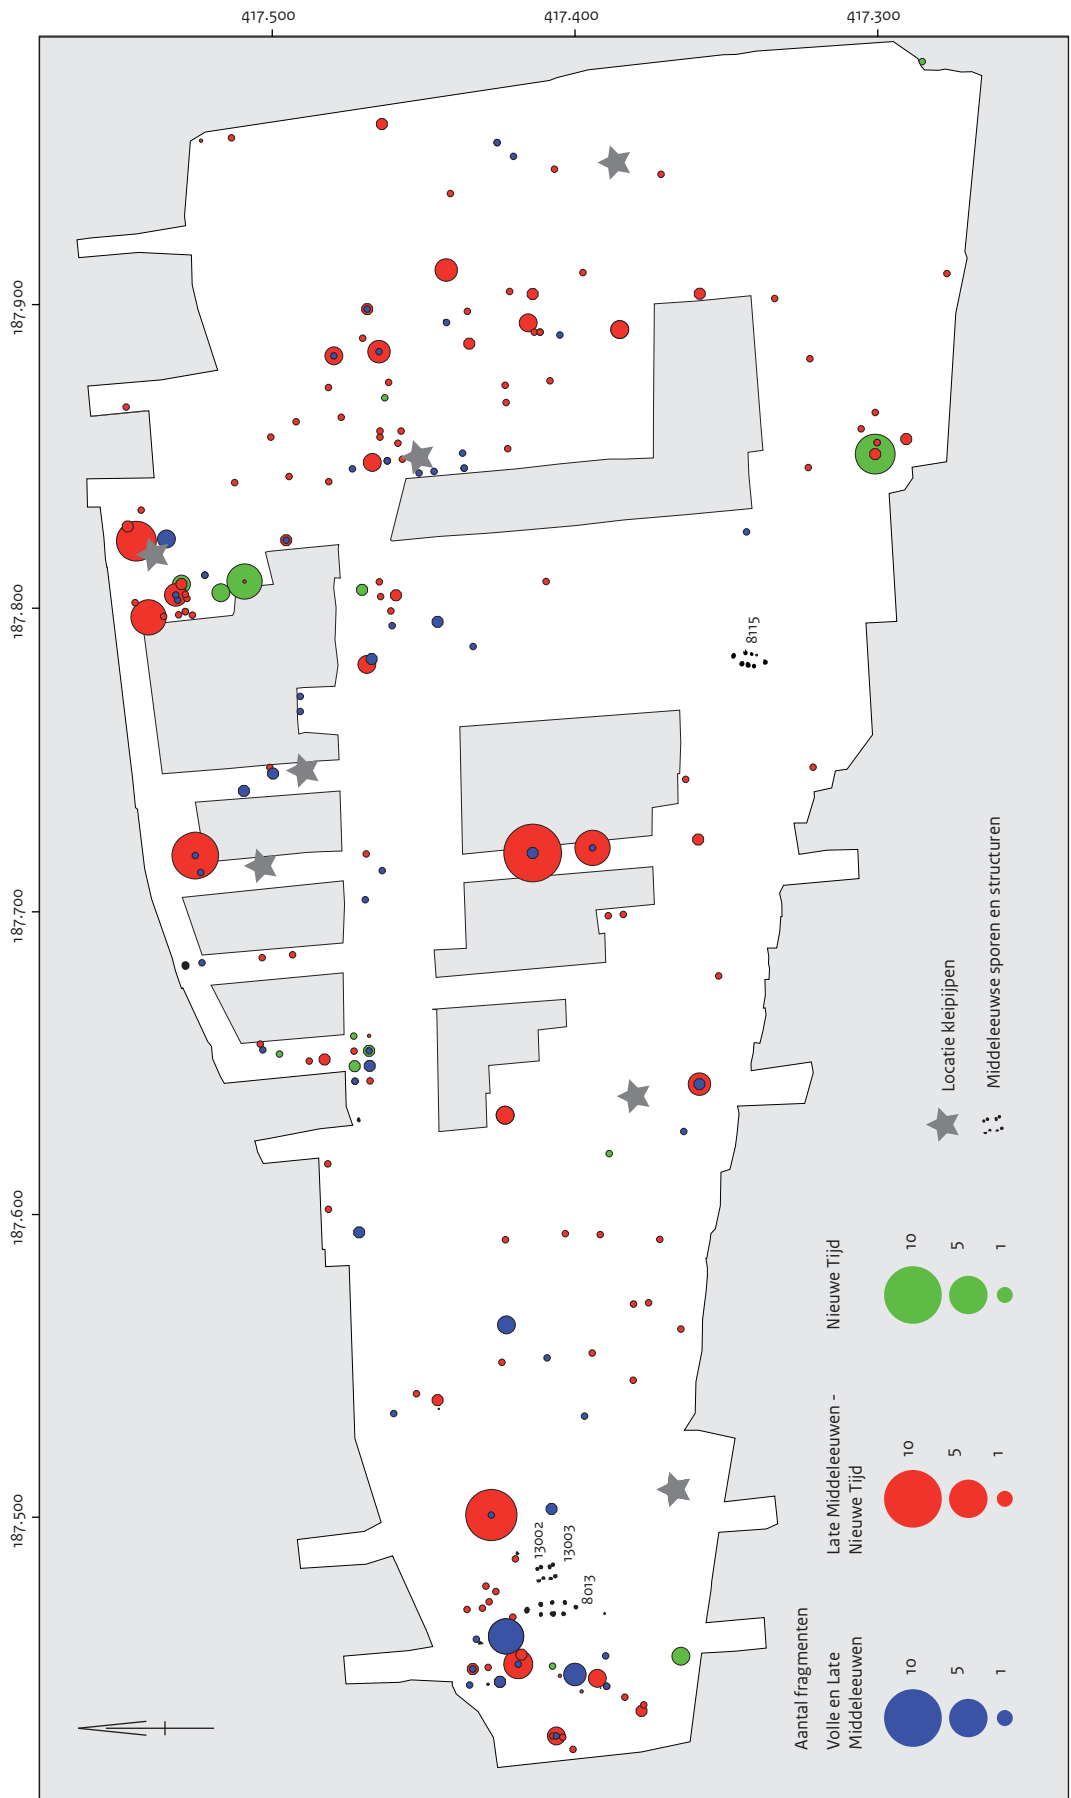 417.500
417.400
417.300
187.900
187.800
187.700
187.600
187.500
8115
13002
13003
8013
Aantal fragmenten
Volle en Late
Middeleeuwen
10
5
1
Late Middeleeuwen -
Nieuwe Tijd
10
5
1
Nieuwe Tijd
10
5
1
Locatie kleipijpen
Middeleeuwse sporen en structuren